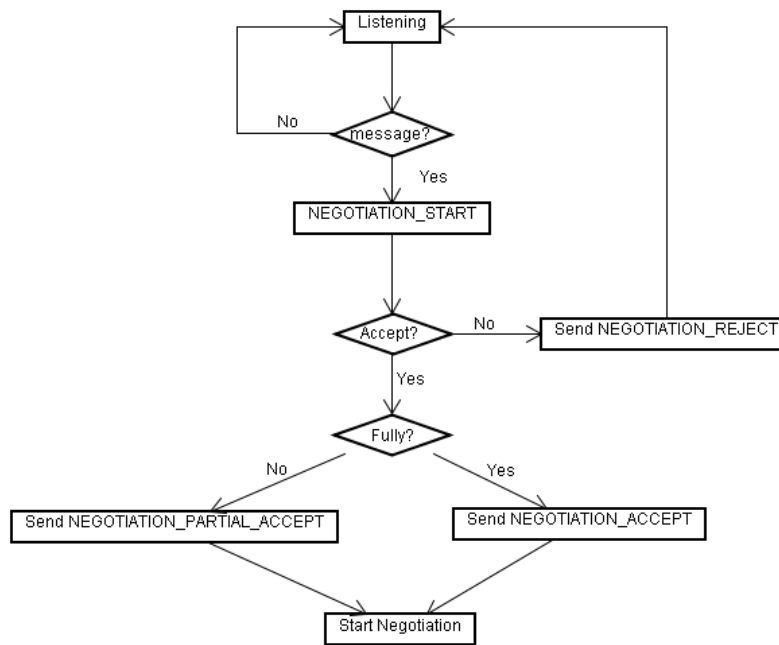 Listening
No
message?
Yes
NEGOTIATION_START
Accept?
No
Send NEGOTIATION_REJECT
Yes
Fully?
No
Yes
Send NEGOTIATION_PARTIAL_ACCEPT
Send NEGOTIATION_ACCEPT
Start Negotiation